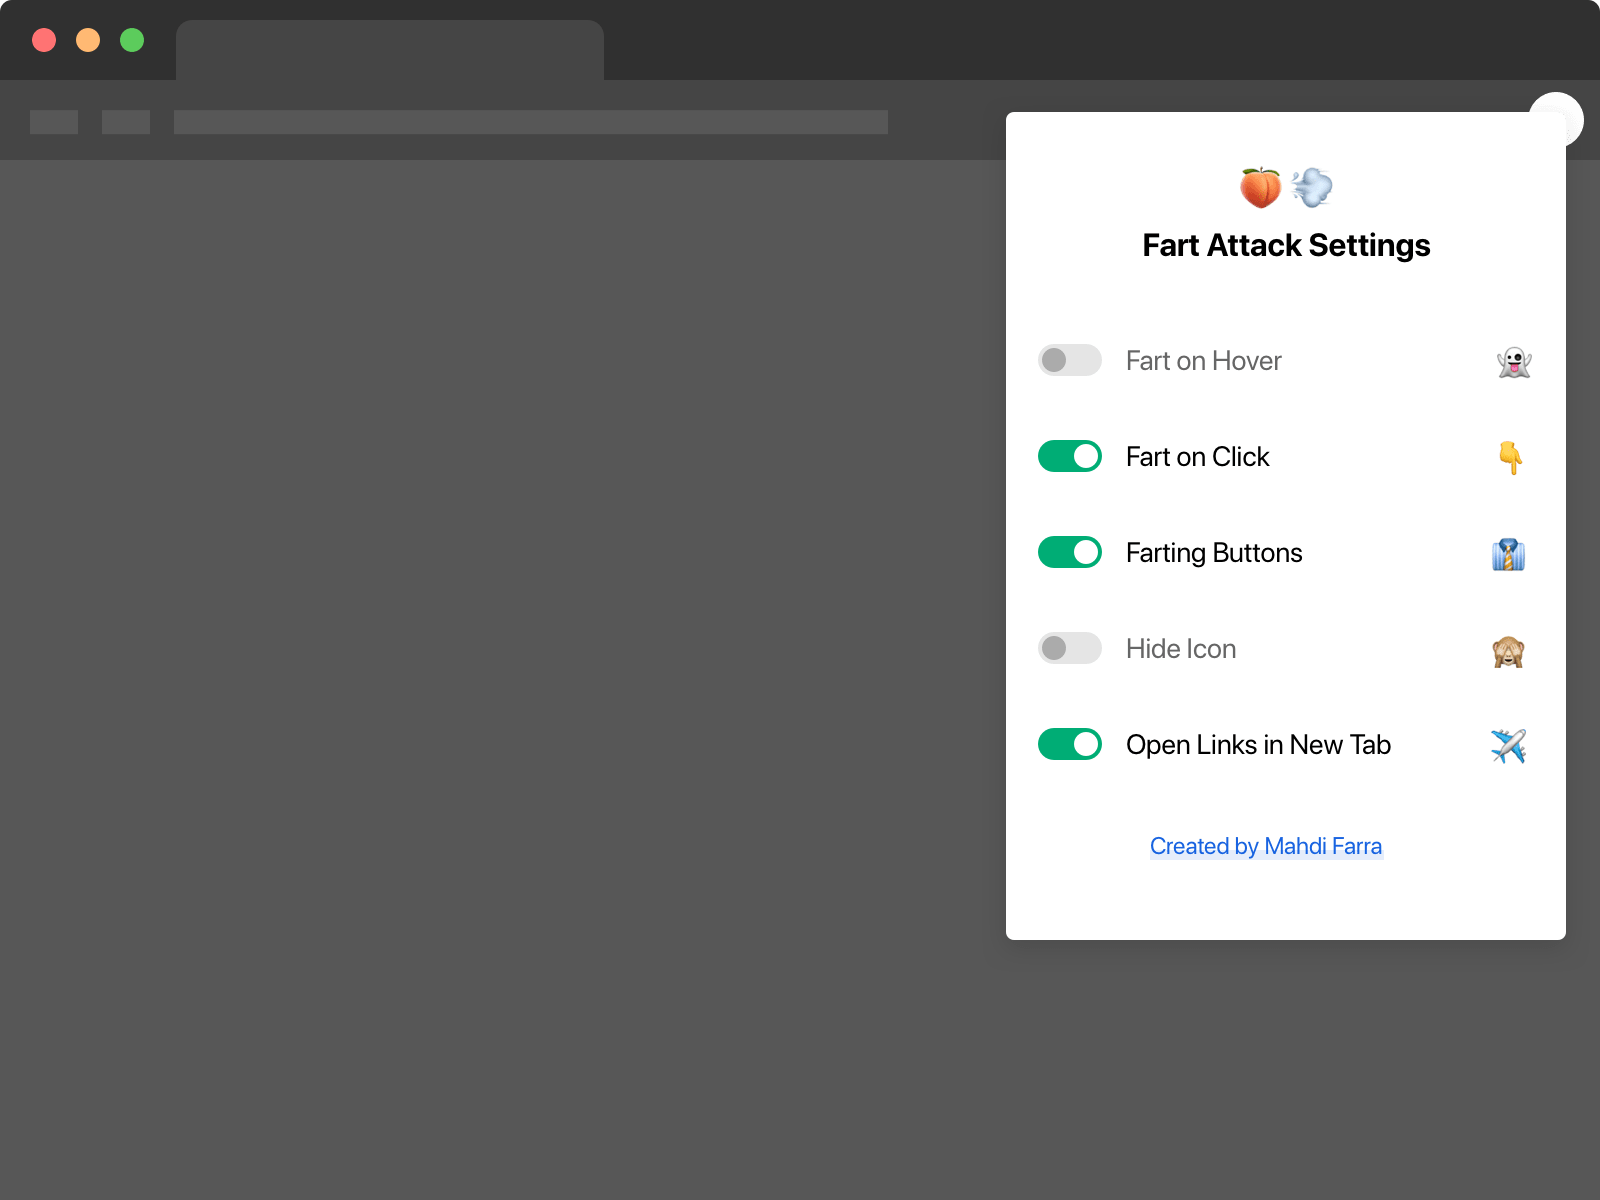 Fart Attack Settings
Fart on Hover
Fart on Click
Farting Buttons
Hide Icon
Open Links in New Tab
Created by Mahdi Farra